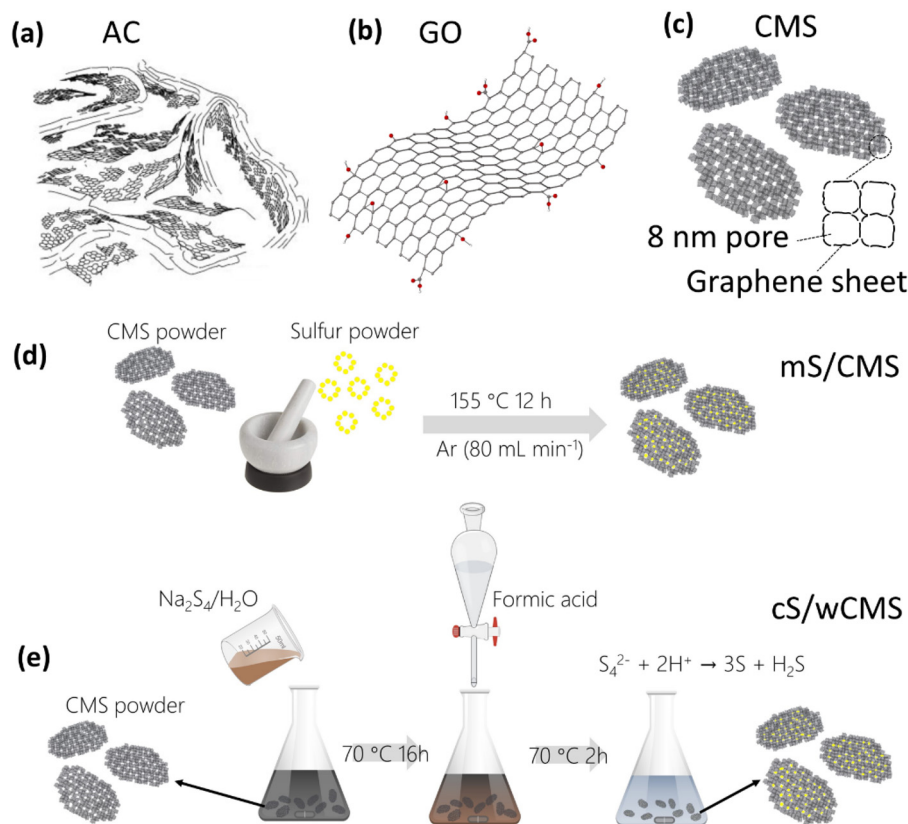 (a) AC
(b) GO
(c) CMS
8 nm pore
Graphene sheet
(d)
CMS powder
Sulfur powder
155 °C 12 h
Ar (80 mL min⁻¹)
mS/CMS
(e)
Na₂S₄/H₂O
Formic acid
cS/wCMS
S₄²⁻ + 2H⁺ → 3S + H₂S
CMS powder
70 °C 16h
70 °C 2h